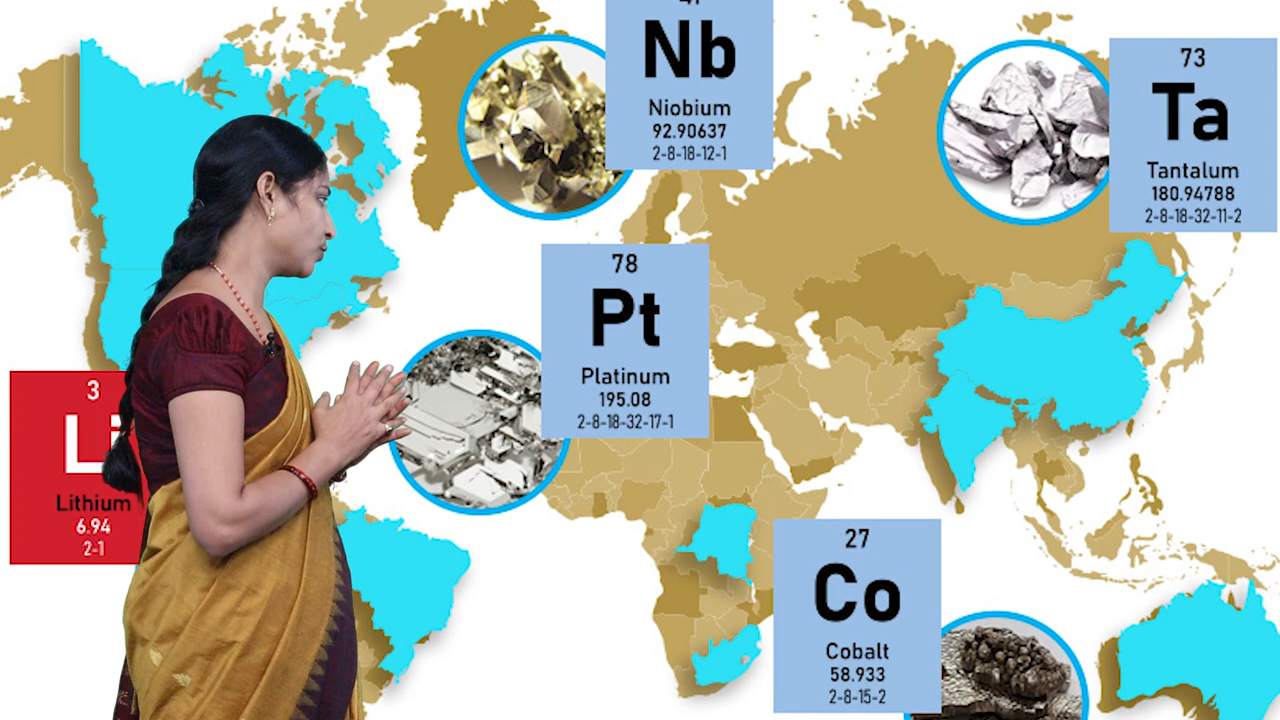 Nb
Niobium
92.90637
2-8-18-12-1
73
Ta
Tantalum
180.94788
2-8-18-32-11-2
78
Pt
Platinum
195.08
2-8-18-32-17-1
3
Li
Lithium
6.94
2-1
27
Co
Cobalt
58.933
2-8-15-2